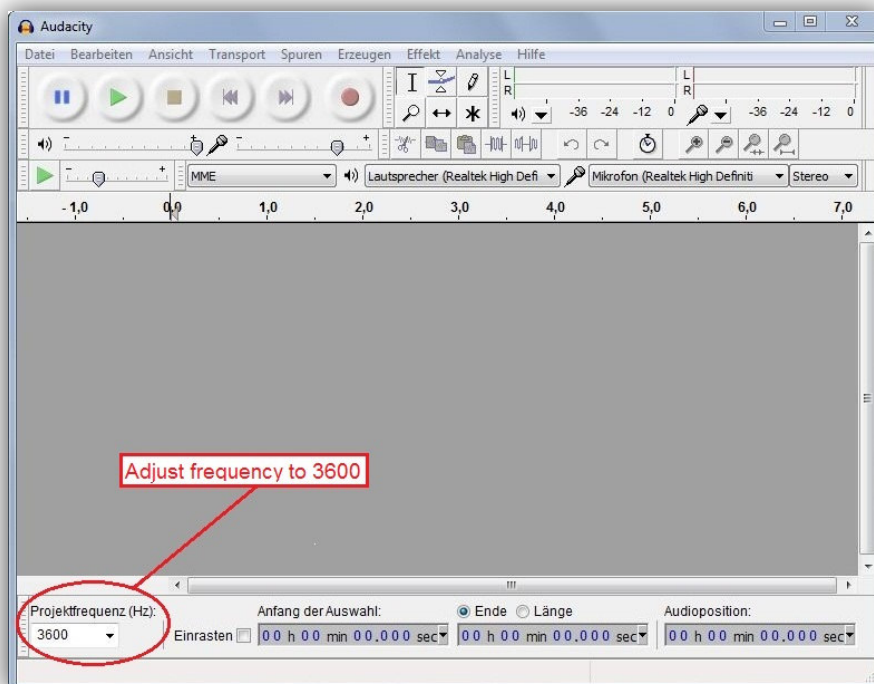 Audacity
Datei Bearbeiten Ansicht Transport Spuren Erzeugen Effekt Analyse Hilfe
L L
R R
-36 -24 -12 0 -36 -24 -12 0
- + - +
- + MME Lautsprecher (Realtek High Defi Mikrofon (Realtek High Definiti Stereo
- 1,0 0,0 1,0 2,0 3,0 4,0 5,0 6,0 7,0
Adjust frequency to 3600
Projektfrequenz (Hz): Anfang der Auswahl: Ende Länge Audioposition:
3600 Einrasten 00 h 00 min 00.000 sec 00 h 00 min 00.000 sec 00 h 00 min 00.000 sec